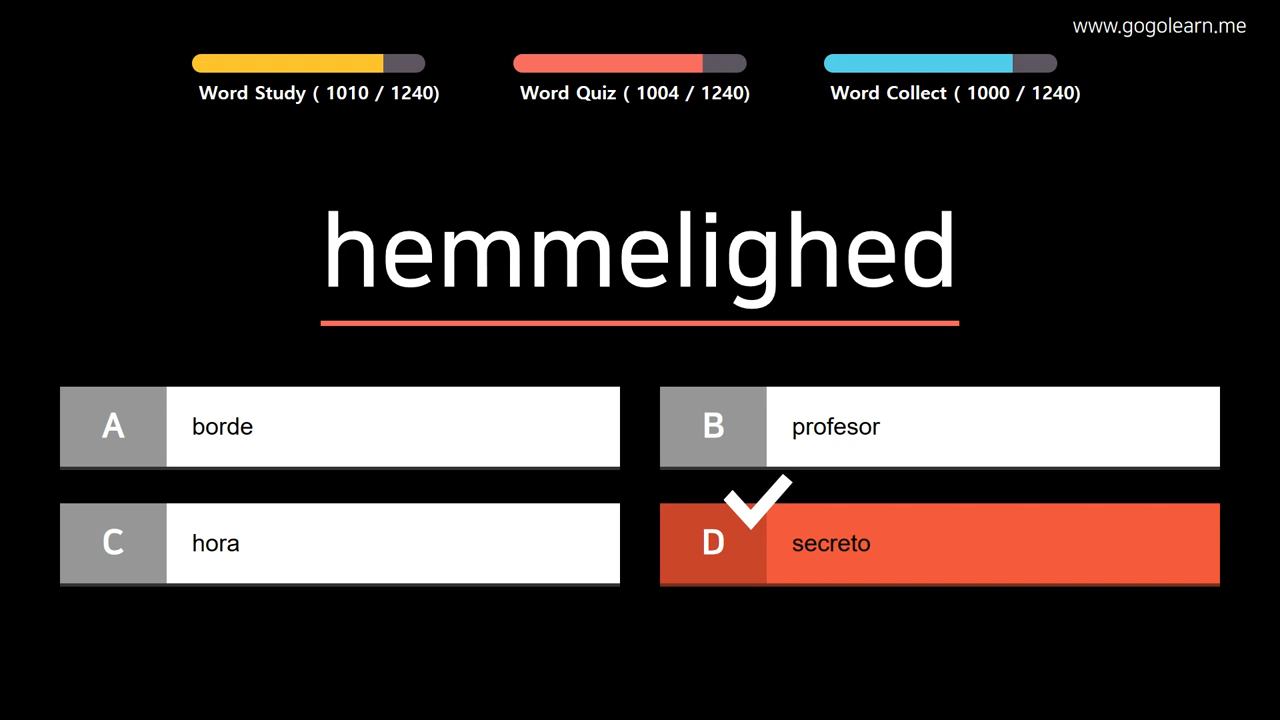 www.gogolearn.me
Word Study ( 1010 / 1240)
Word Quiz ( 1004 / 1240)
Word Collect ( 1000 / 1240)
hemmelighed
A borde
B profesor
C hora
D secreto